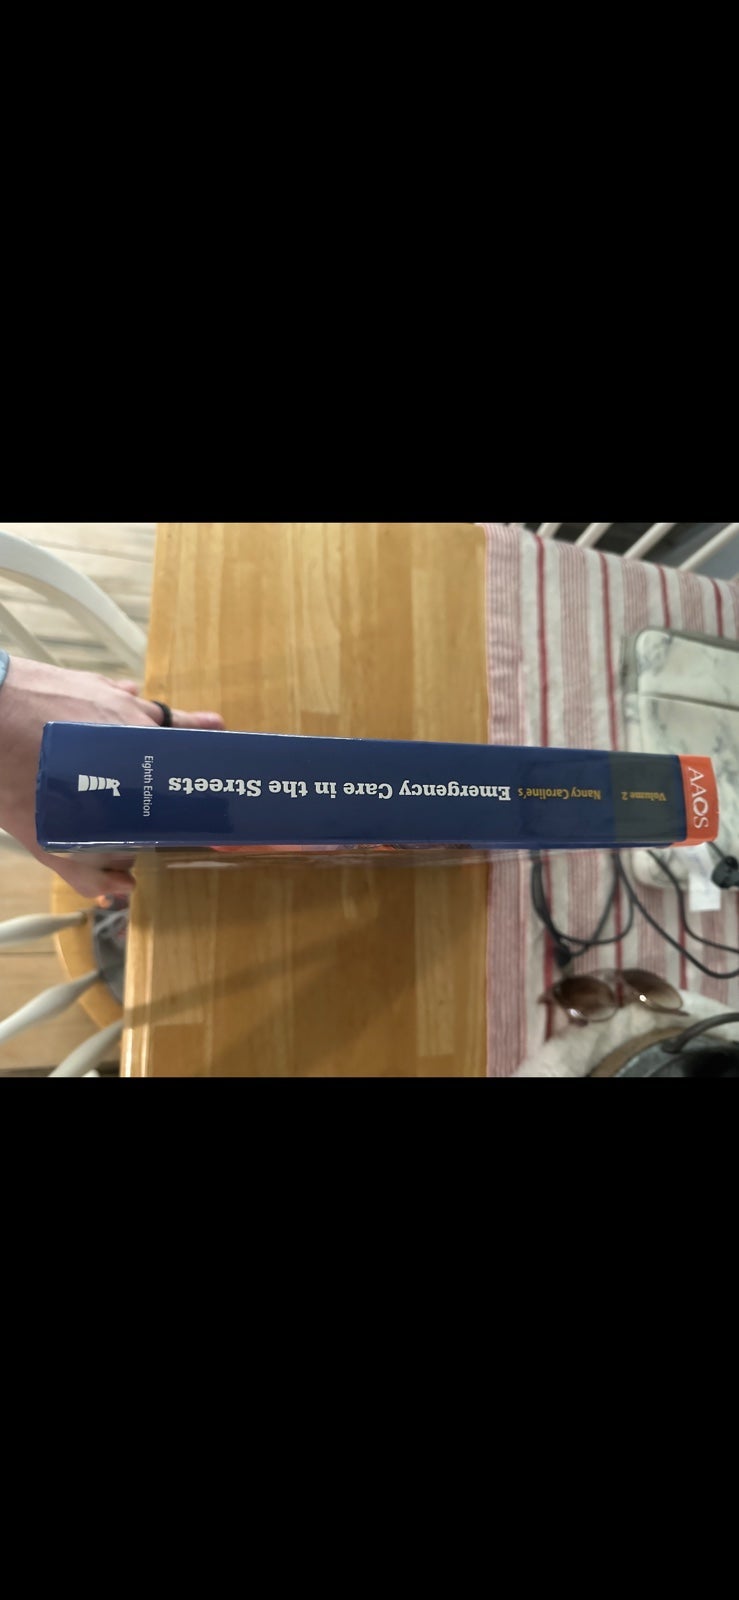 AAOS
Volume 2
Nancy Caroline's
Emergency Care in the Streets
Eighth Edition